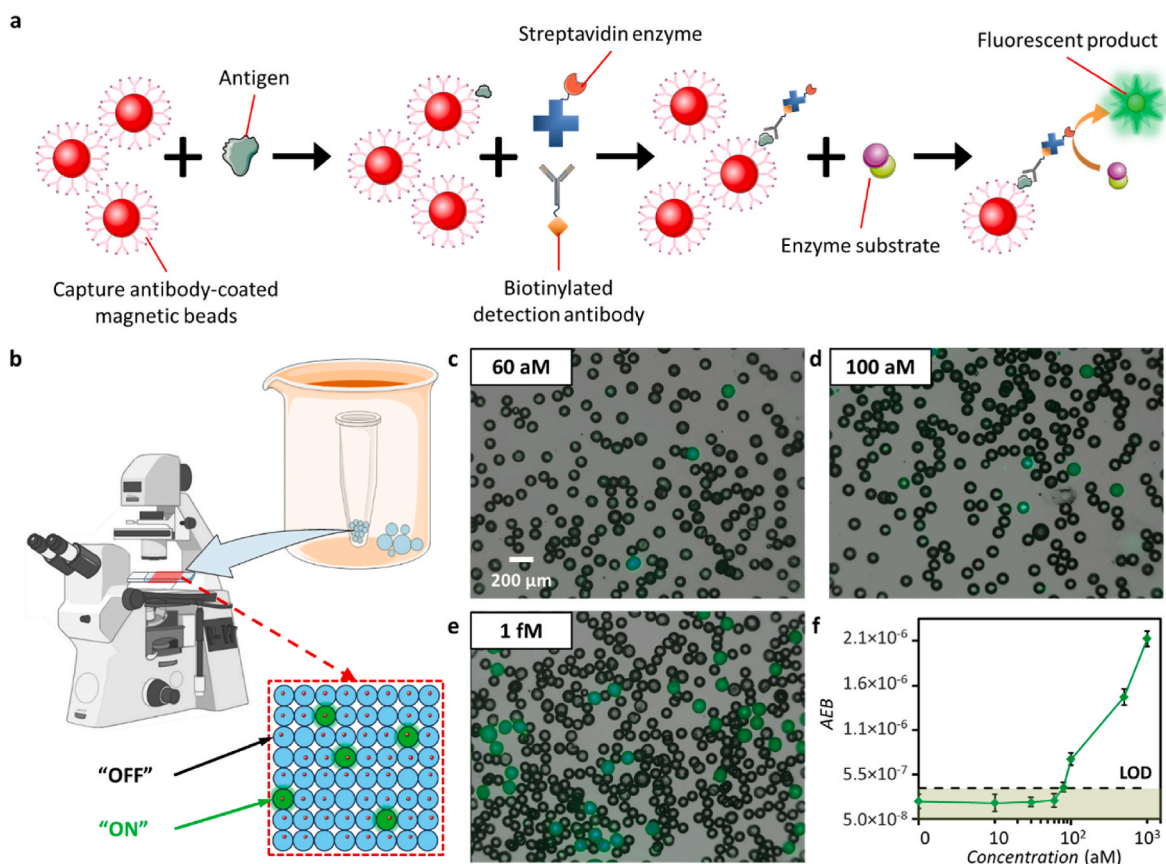 a
Streptavidin enzyme
Fluorescent product
Antigen
Enzyme substrate
Capture antibody-coated
magnetic beads
Biotinylated
detection antibody
b
c
60 aM
d
100 aM
200 μm
e
1 fM
f
2.1×10⁻⁶
1.6×10⁻⁶
1.1×10⁻⁶
5.5×10⁻⁷
5.0×10⁻⁸
AEB
LOD
0
10
10²
10³
Concentration (aM)
"OFF"
"ON"